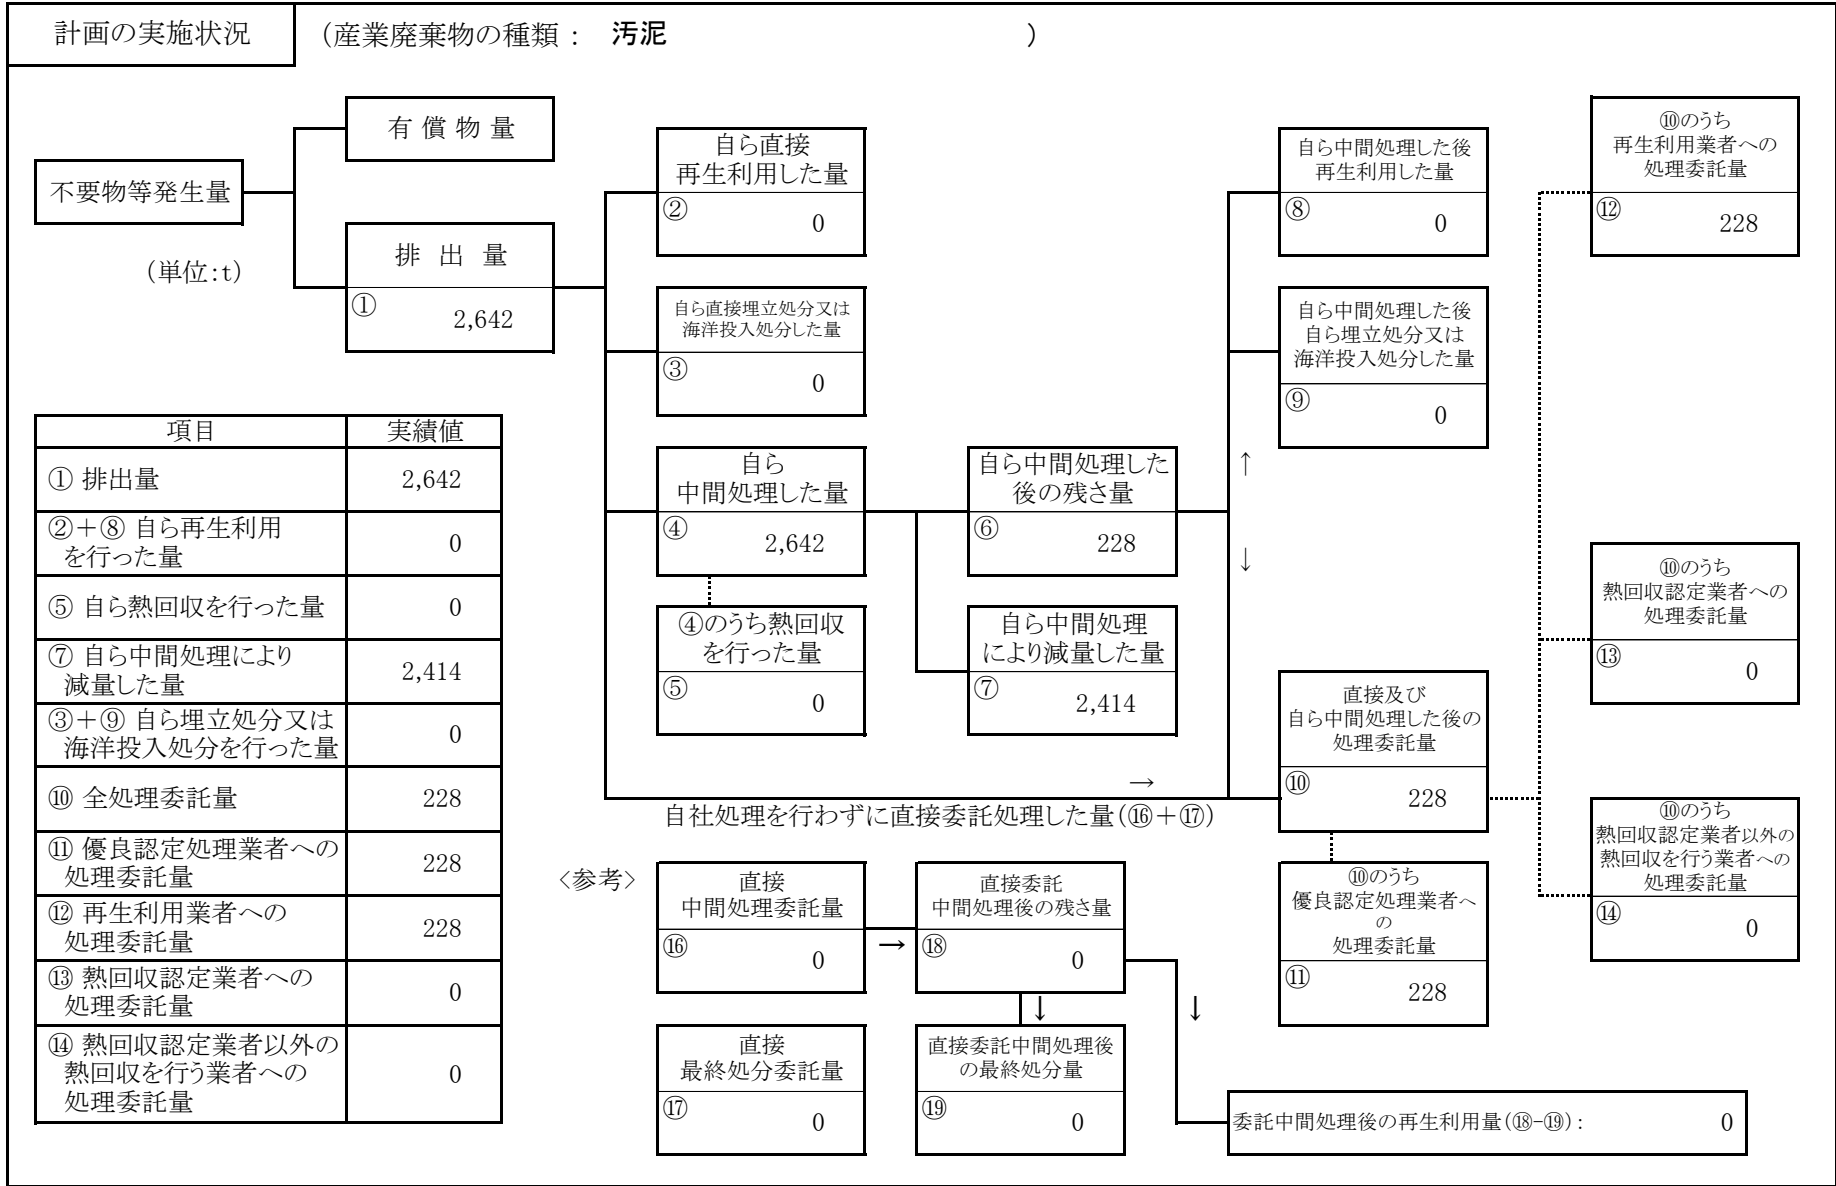 計画の実施状況
(産業廃棄物の種類： 汚泥 )
不要物等発生量
(単位:t)
有償物量
排出量
①
2,642
自ら直接
再生利用した量
②
0
自ら直接埋立処分又は
海洋投入処分した量
③
0
自ら
中間処理した量
④
2,642
④のうち熱回収
を行った量
⑤
0
自ら中間処理した
後の残さ量
⑥
228
自ら中間処理
により減量した量
⑦
2,414
自ら中間処理した後
再生利用した量
⑧
0
自ら中間処理した後
自ら埋立処分又は
海洋投入処分した量
⑨
0
↑
↓
→
自社処理を行わずに直接委託処理した量(⑯＋⑰)
直接及び
自ら中間処理した後の
処理委託量
⑩
228
⑩のうち
優良認定処理業者へ
の
処理委託量
⑪
228
⑩のうち
再生利用業者への
処理委託量
⑫
228
⑩のうち
熱回収認定業者への
処理委託量
⑬
0
⑩のうち
熱回収認定業者以外の
熱回収を行う業者への
処理委託量
⑭
0
項目 実績値
① 排出量 2,642
②＋⑧ 自ら再生利用
を行った量 0
⑤ 自ら熱回収を行った量 0
⑦ 自ら中間処理により
減量した量 2,414
③＋⑨ 自ら埋立処分又は
海洋投入処分を行った量 0
⑩ 全処理委託量 228
⑪ 優良認定処理業者への
処理委託量 228
⑫ 再生利用業者への
処理委託量 228
⑬ 熱回収認定業者への
処理委託量 0
⑭ 熱回収認定業者以外の
熱回収を行う業者への
処理委託量 0
〈参考〉
直接
中間処理委託量
⑯
0
→
直接委託
中間処理後の残さ量
⑱
0
↓
↓
直接
最終処分委託量
⑰
0
直接委託中間処理後
の最終処分量
⑲
0
委託中間処理後の再生利用量(⑱-⑲)： 0